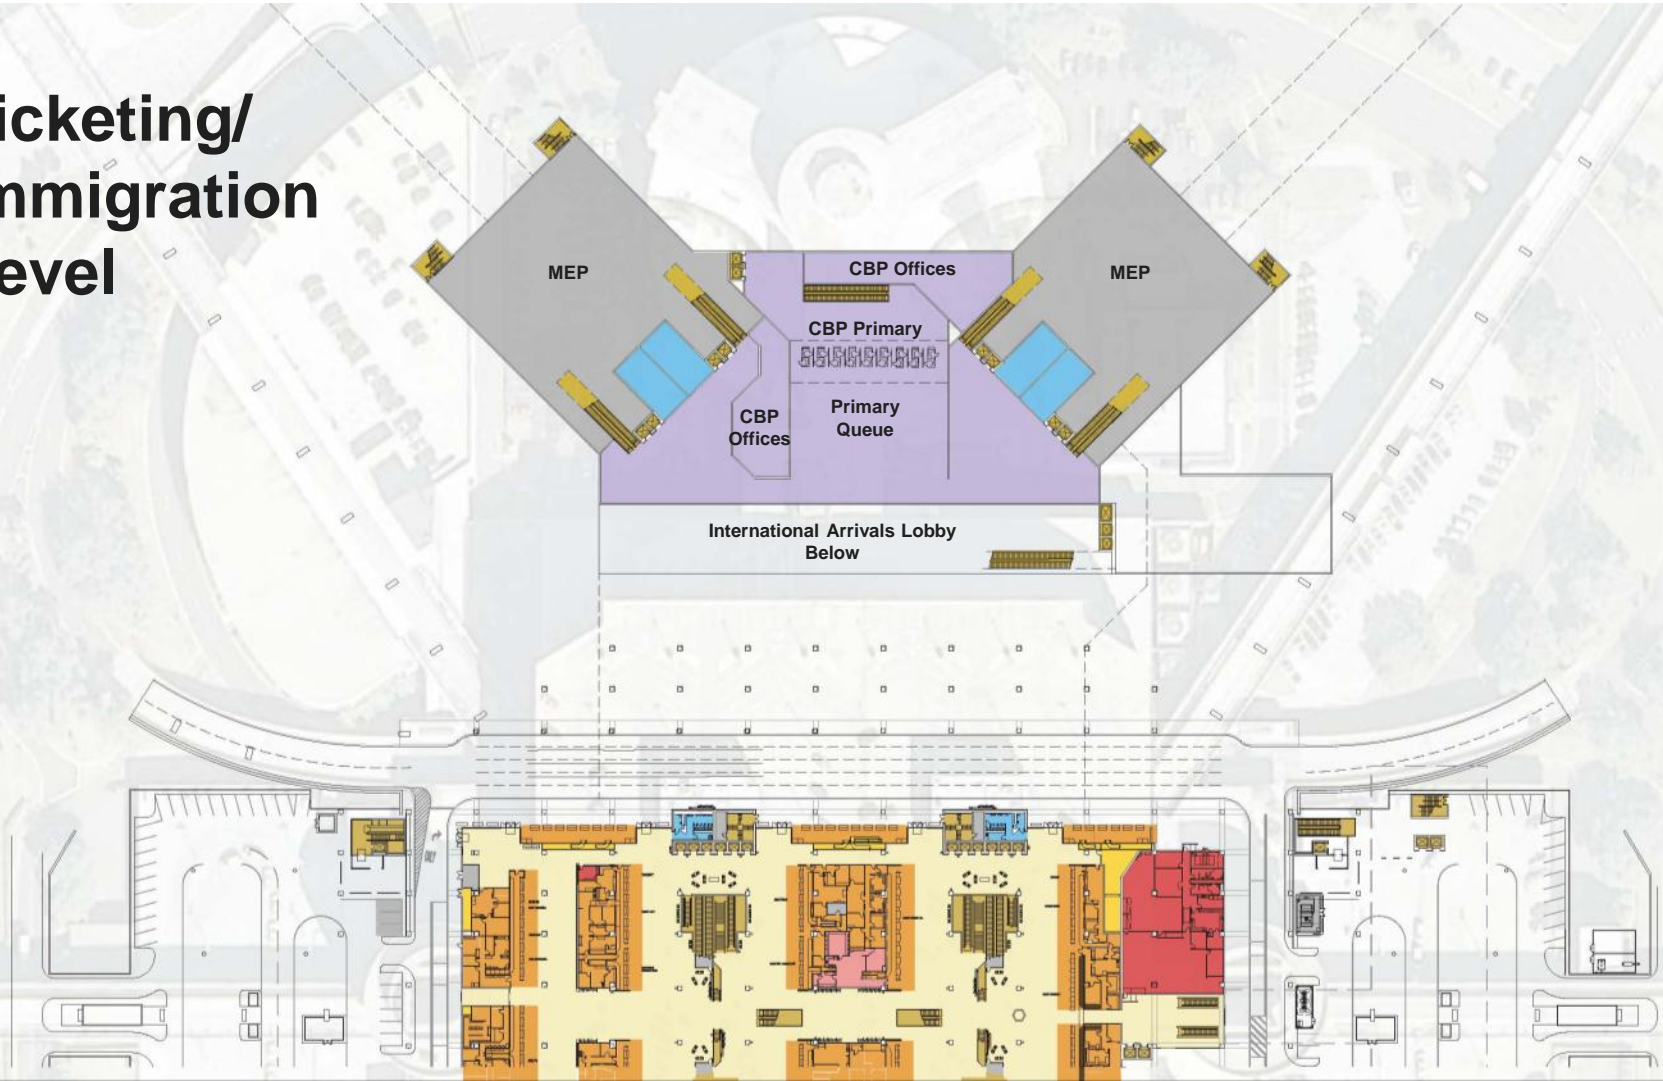 icketing/
mmigration
evel
MEP
CBP Offices
MEP
CBP Primary
CBP
Offices
Primary
Queue
International Arrivals Lobby
Below